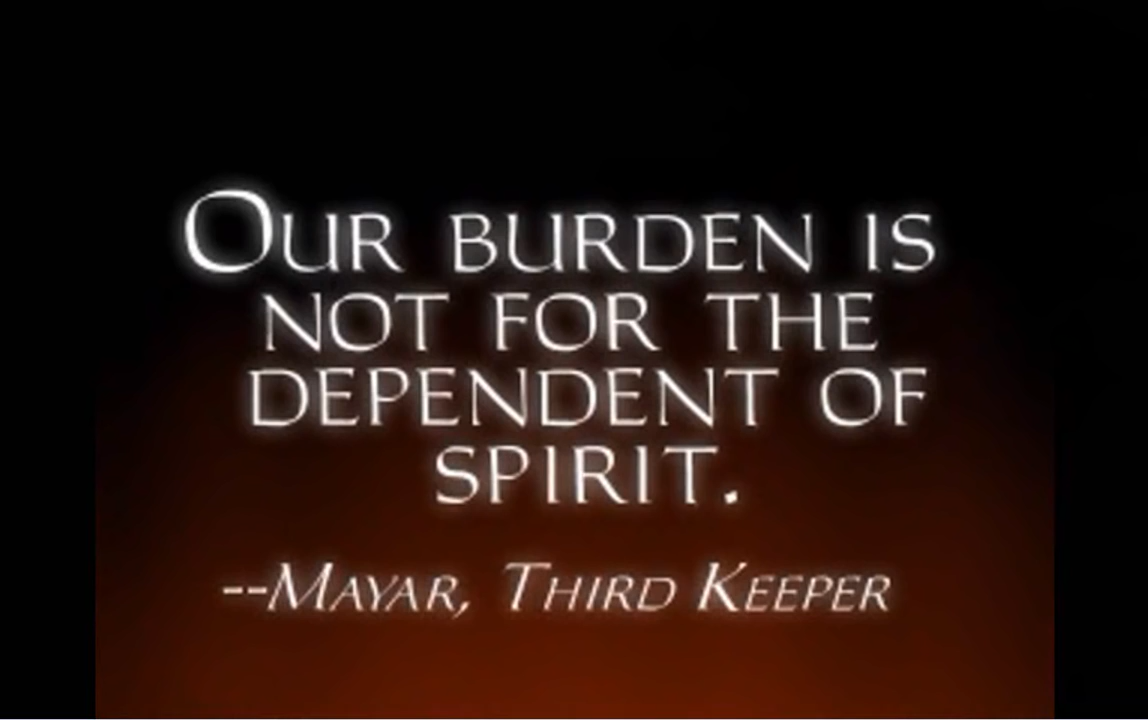 Our burden is
not for the
dependent of
spirit.
--Mayar, Third Keeper